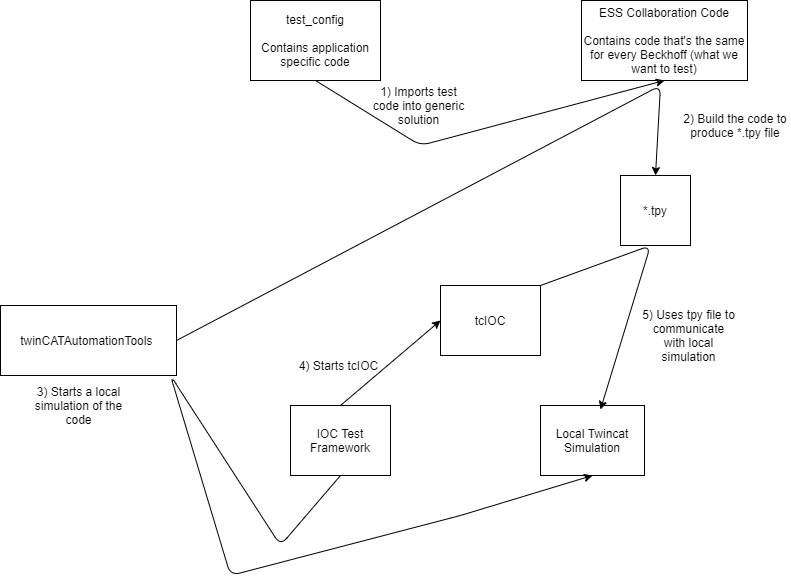 test_config
Contains application
specific code
ESS Collaboration Code
Contains code that's the same
for every Beckhoff (what we
want to test)
1) Imports test
code into generic
solution
2) Build the code to
produce *.tpy file
*.tpy
twinCATAutomationTools
tcIOC
5) Uses tpy file to
communicate
with local
simulation
4) Starts tcIOC
3) Starts a local
simulation of the
code
IOC Test
Framework
Local Twincat
Simulation